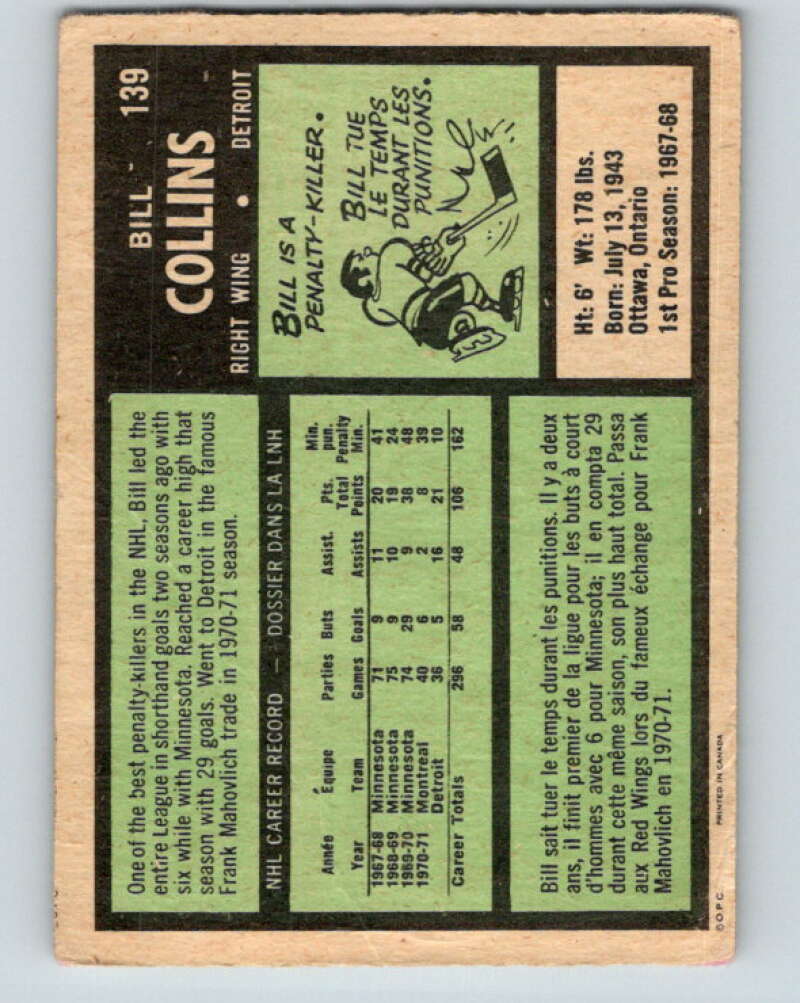 139
BILL
COLLINS
RIGHT WING • DETROIT
BILL IS A
PENALTY-KILLER.
BILL TUE
LE TEMPS
DURANT LES
PUNITIONS.
Ht: 6' Wt: 178 lbs.
Born: July 13, 1943
Ottawa, Ontario
1st Pro Season: 1967-68
One of the best penalty-killers in the NHL, Bill led the
entire League in shorthand goals two seasons ago with
six while with Minnesota. Reached a career high that
season with 29 goals. Went to Detroit in the famous
Frank Mahovlich trade in 1970-71 season.
NHL CAREER RECORD — DOSSIER DANS LA LNH
Année Équipe Parties Buts Assist. Pts. Total Min. pun. Penalty
Year Team Games Goals Assists Points Min.
1967-68 Minnesota 71 9 11 20 41
1968-69 Minnesota 75 9 10 19 24
1969-70 Minnesota 74 29 9 38 48
1970-71 Montreal 40 6 2 8 39
Detroit 36 5 16 21 10
Career Totals 296 58 48 106 162
Bill sait tuer le temps durant les punitions. Il y a deux
ans, il finit premier de la ligue pour les buts à court
d'hommes avec 6 pour Minnesota; il en compta 29
durant cette même saison, son plus haut total. Passa
aux Red Wings lors du fameux échange pour Frank
Mahovlich en 1970-71.
©O.P.C. PRINTED IN CANADA